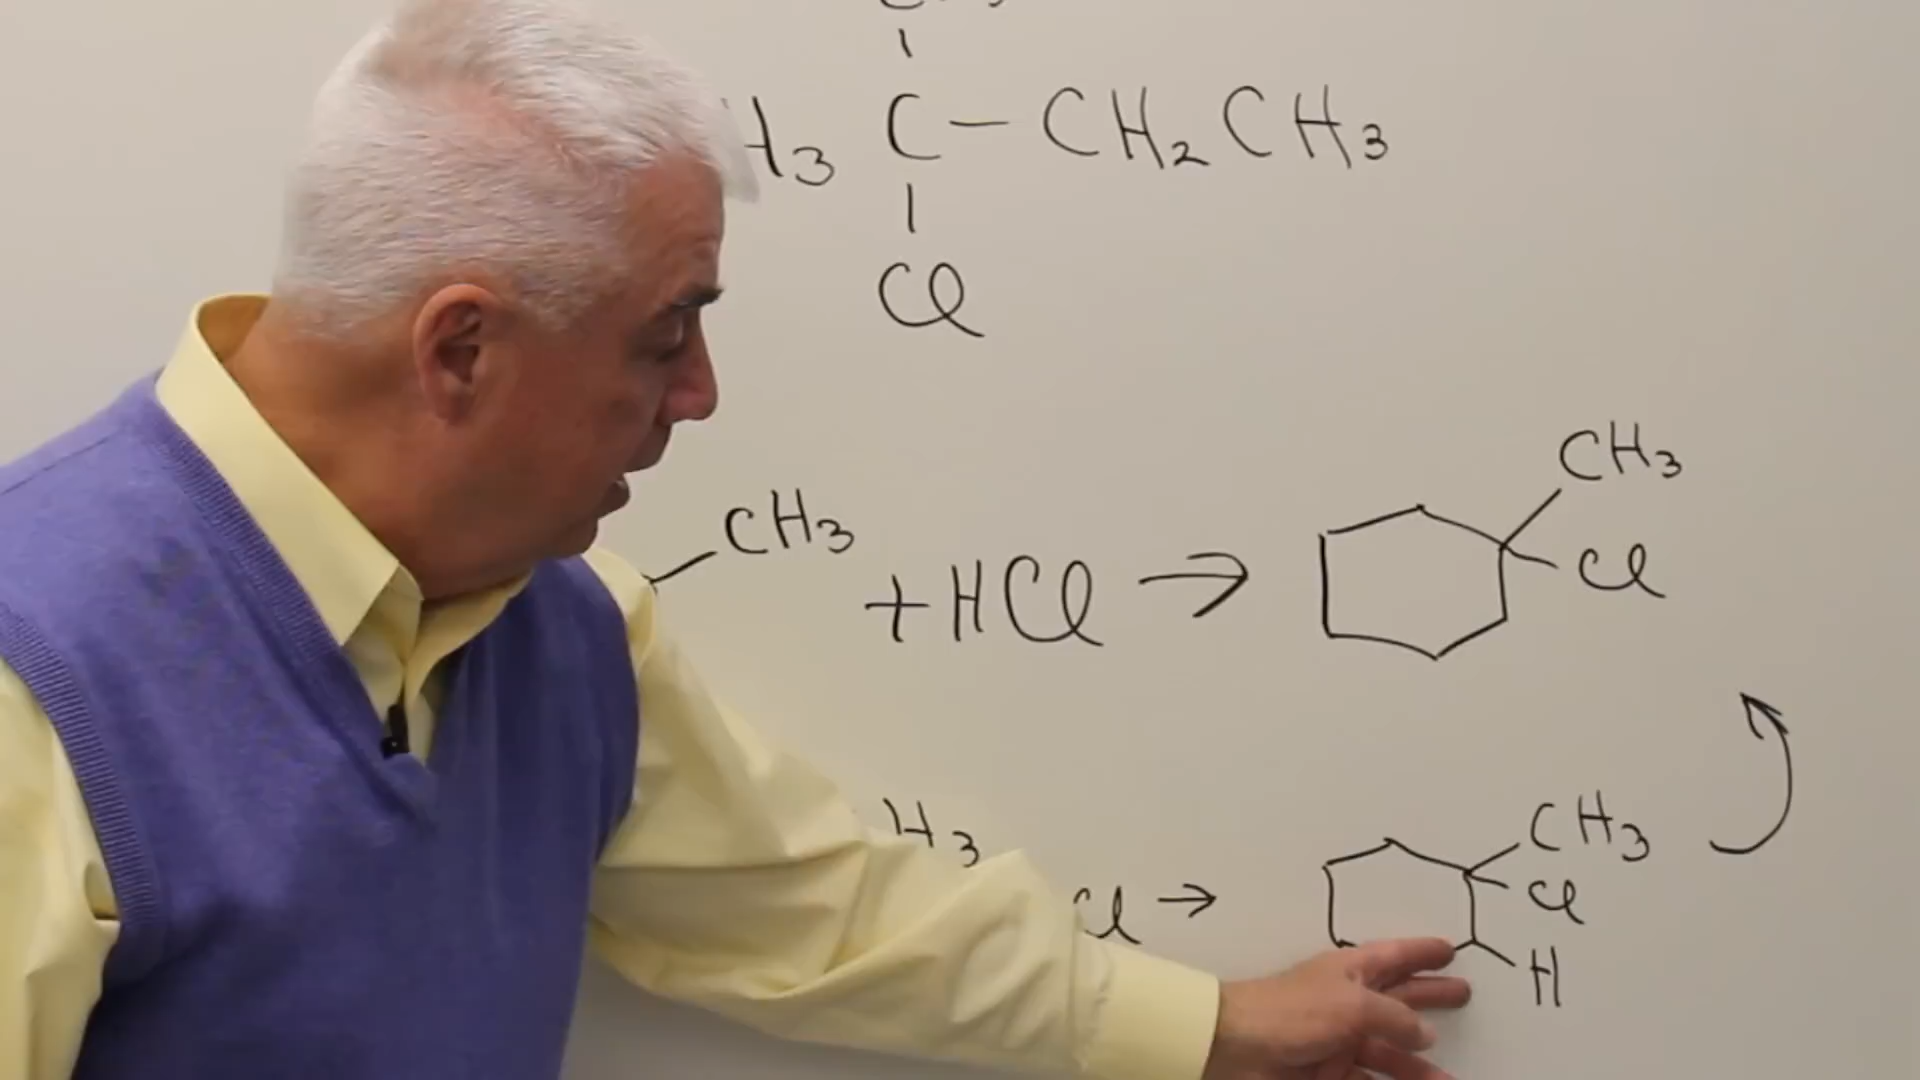 H3 C — CH2CH3
Cl
CH3
CH3 + HCl →
Cl
H3
CH3
Cl →
Cl
H